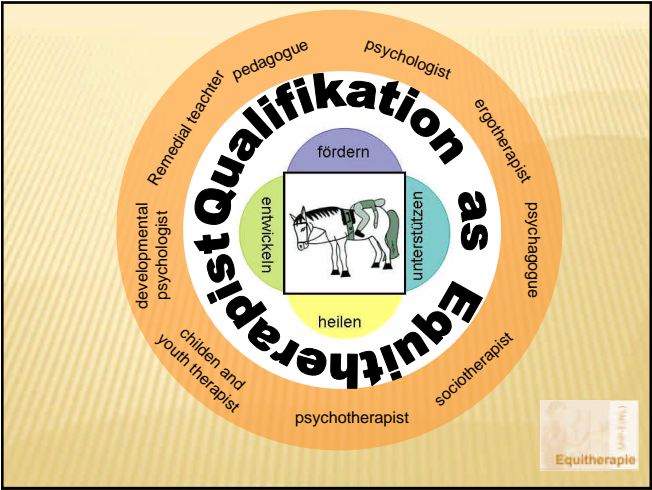 pedagogue
psychologist
ergotherapist
psychagogue
sociotherapist
psychotherapist
childen and
youth therapist
developmental
psychologist
Remedial teachter
Qualifikation as Equitherapist
fördern
unterstützen
heilen
entwickeln
Equitherapie